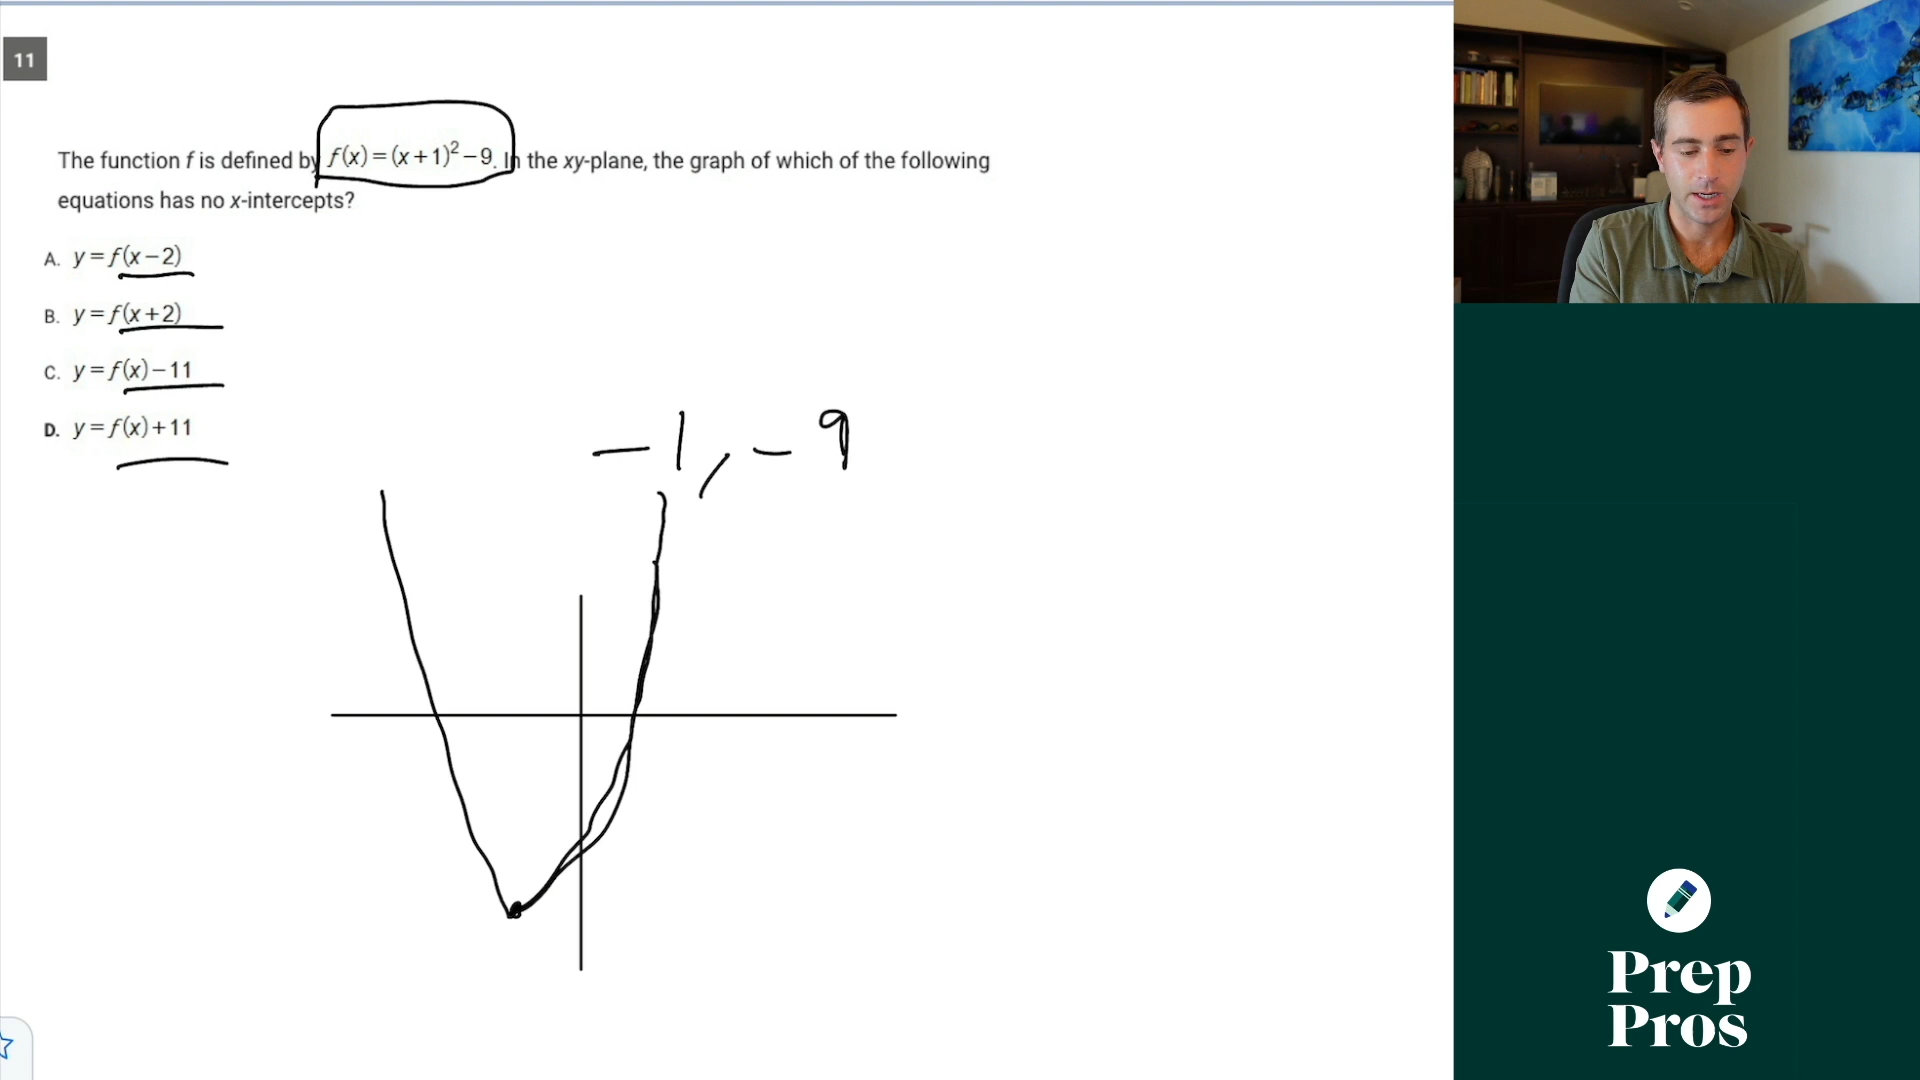 11
The function f is defined by f(x) = (x+1)² – 9. In the xy-plane, the graph of which of the following
equations has no x-intercepts?
A. y = f(x – 2)
B. y = f(x + 2)
C. y = f(x) – 11
D. y = f(x) + 11
–1, –9
Prep
Pros